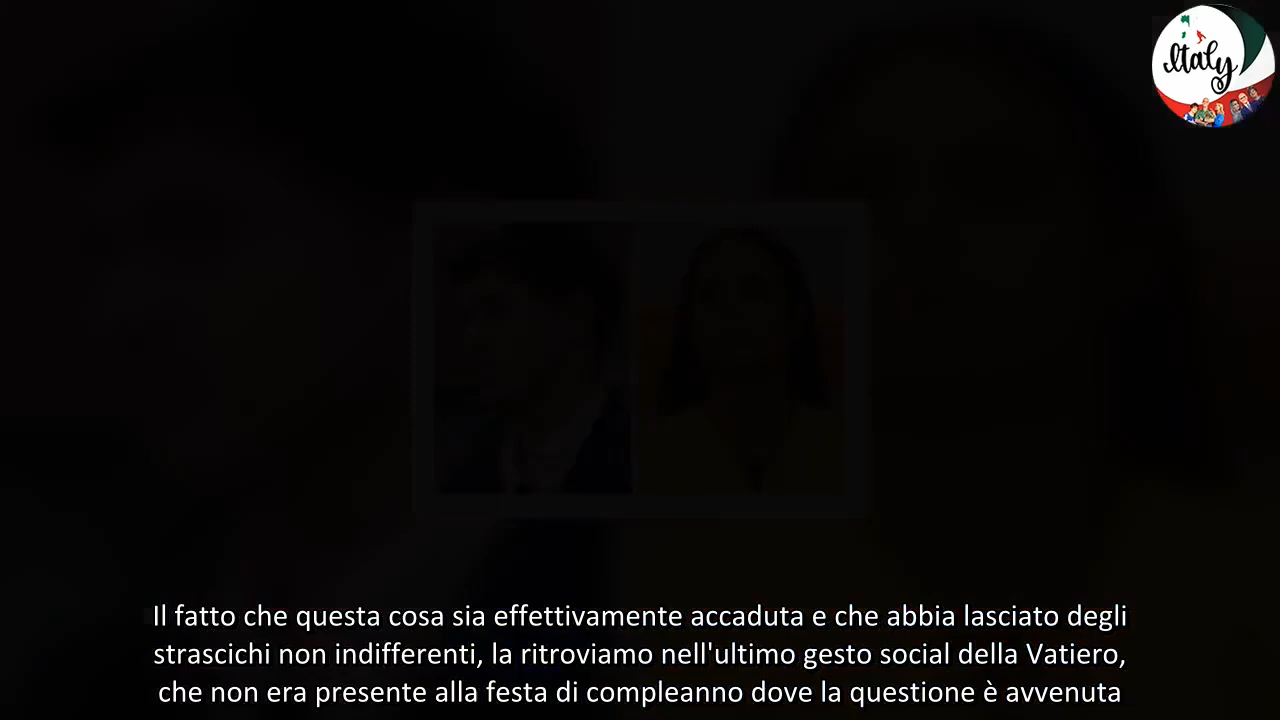 Italy
Il fatto che questa cosa sia effettivamente accaduta e che abbia lasciato degli
strascichi non indifferenti, la ritroviamo nell'ultimo gesto social della Vatiero,
che non era presente alla festa di compleanno dove la questione è avvenuta